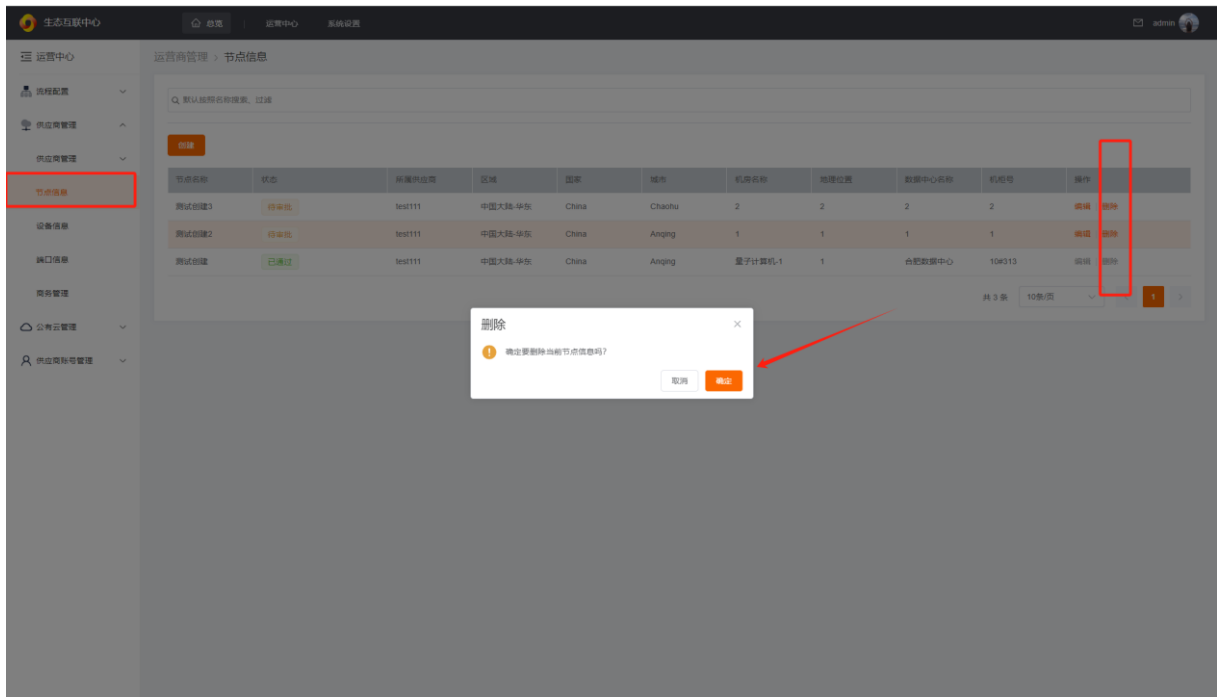 生态互联中心
总览
运营中心
系统设置
admin
运营中心
运营商管理 > 节点信息
流程配置
默认按照名称搜索、过滤
供应商管理
创建
供应商管理
节点名称 状态 所属供应商 区域 国家 城市 机房名称 地理位置 数据中心名称 机柜号 操作
节点信息
测试创建3 待审批 test111 中国大陆-华东 China Chaohu 2 2 2 2 编辑 删除
设备信息
测试创建2 待审批 test111 中国大陆-华东 China Anqing 1 1 1 1 编辑 删除
端口信息
测试创建 已通过 test111 中国大陆-华东 China Anqing 量子计算机-1 1 合肥数据中心 10#313 编辑 删除
商务管理
共 3 条 10条/页 1
公有云管理
供应商账号管理
删除
确定要删除当前节点信息吗?
取消 确定